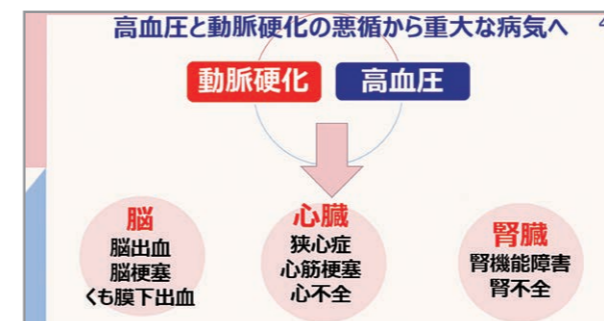 高血圧と動脈硬化の悪循から重大な病気へ
動脈硬化
高血圧
脳
脳出血
脳梗塞
くも膜下出血
心臓
狭心症
心筋梗塞
心不全
腎臓
腎機能障害
腎不全